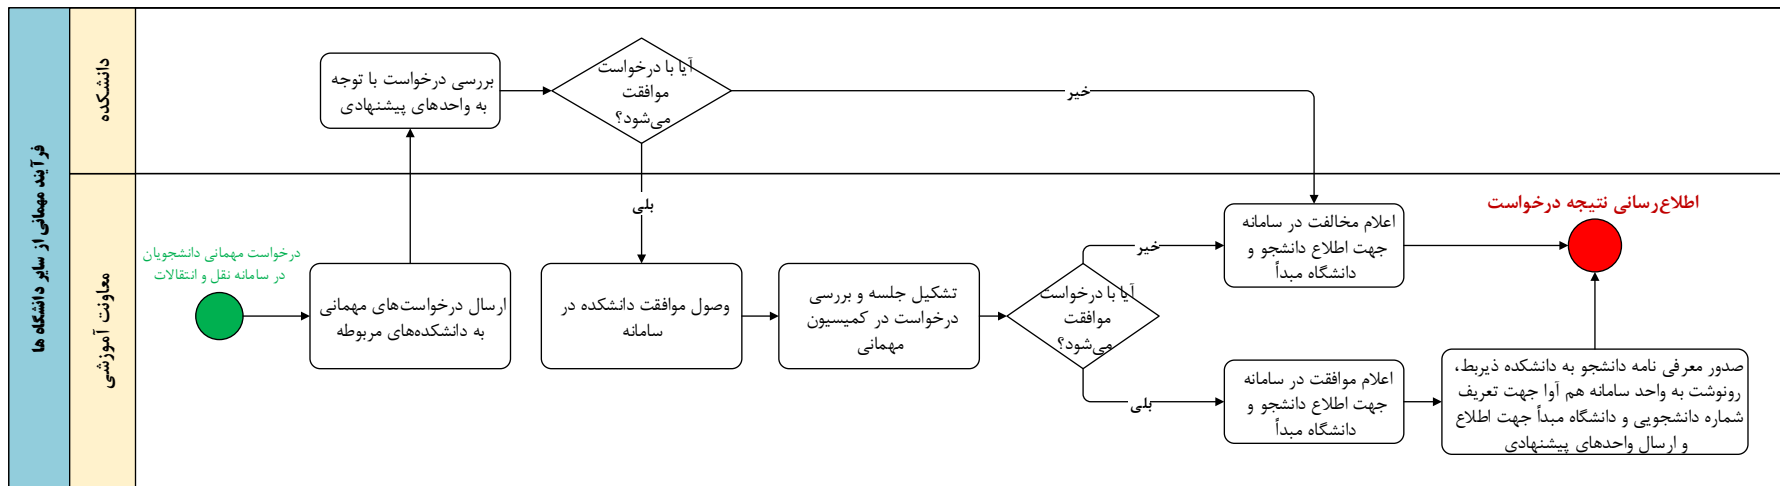 فرآیند مهمانی از سایر دانشگاه ها
دانشکده
معاونت آموزشی
درخواست مهمانی دانشجویان
در سامانه نقل و انتقالات
ارسال درخواست‌های مهمانی
به دانشکده‌های مربوطه
بررسی درخواست با توجه
به واحدهای پیشنهادی
آیا با درخواست
موافقت
می‌شود؟
خیر
بلی
وصول موافقت دانشکده در
سامانه
تشکیل جلسه و بررسی
درخواست در کمیسیون
مهمانی
آیا با درخواست
موافقت
می‌شود؟
خیر
بلی
اعلام مخالفت در سامانه
جهت اطلاع دانشجو و
دانشگاه مبدأ
اعلام موافقت در سامانه
جهت اطلاع دانشجو و
دانشگاه مبدأ
صدور معرفی نامه دانشجو به دانشکده ذیربط،
رونوشت به واحد سامانه هم آوا جهت تعریف
شماره دانشجویی و دانشگاه مبدأ جهت اطلاع
و ارسال واحدهای پیشنهادی
اطلاع‌رسانی نتیجه درخواست